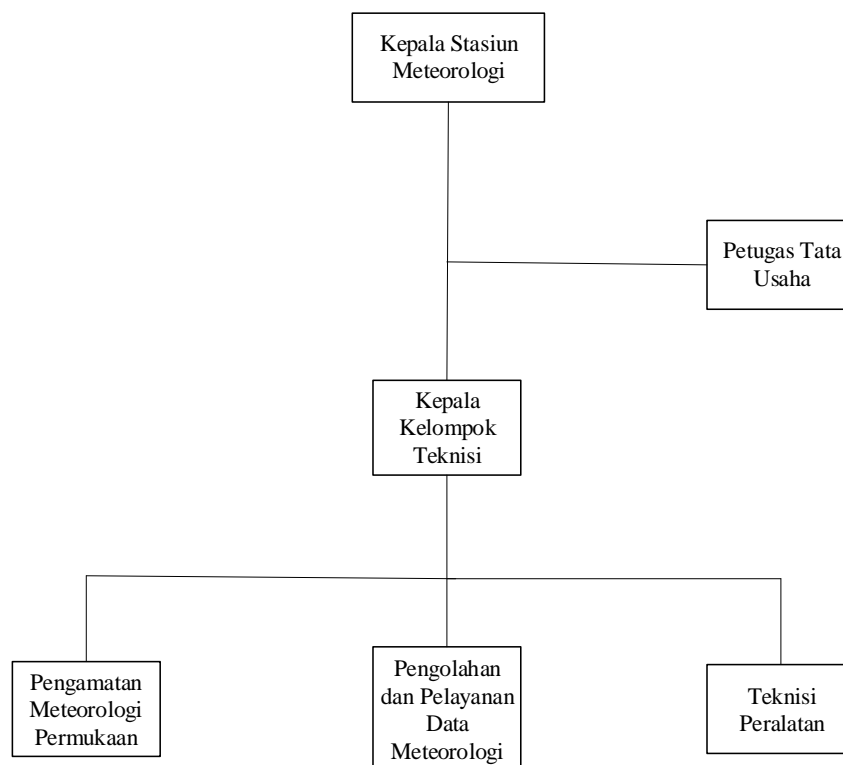 Kepala Stasiun
Meteorologi
Petugas Tata
Usaha
Kepala
Kelompok
Teknisi
Pengamatan
Meteorologi
Permukaan
Pengolahan
dan Pelayanan
Data
Meteorologi
Teknisi
Peralatan